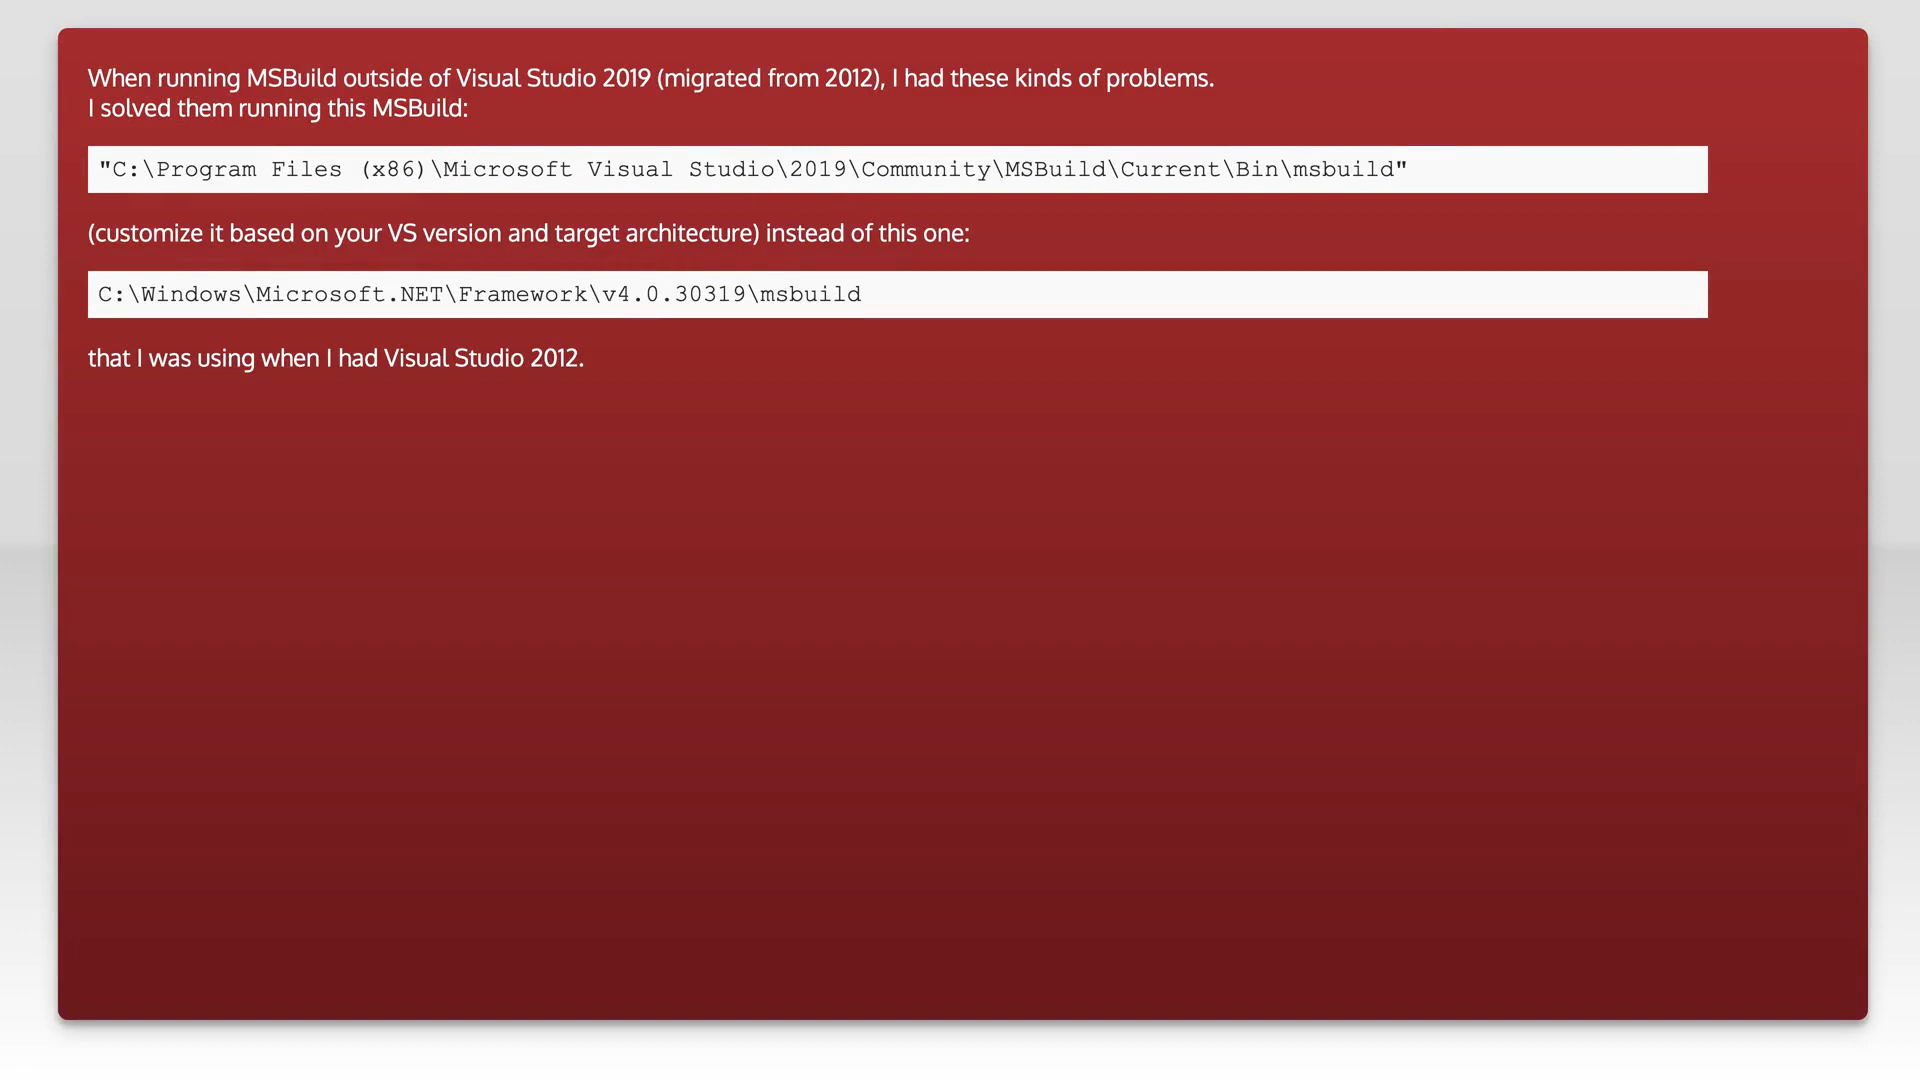 When running MSBuild outside of Visual Studio 2019 (migrated from 2012), I had these kinds of problems.
I solved them running this MSBuild:
"C:\Program Files (x86)\Microsoft Visual Studio\2019\Community\MSBuild\Current\Bin\msbuild"
(customize it based on your VS version and target architecture) instead of this one:
C:\Windows\Microsoft.NET\Framework\v4.0.30319\msbuild
that I was using when I had Visual Studio 2012.